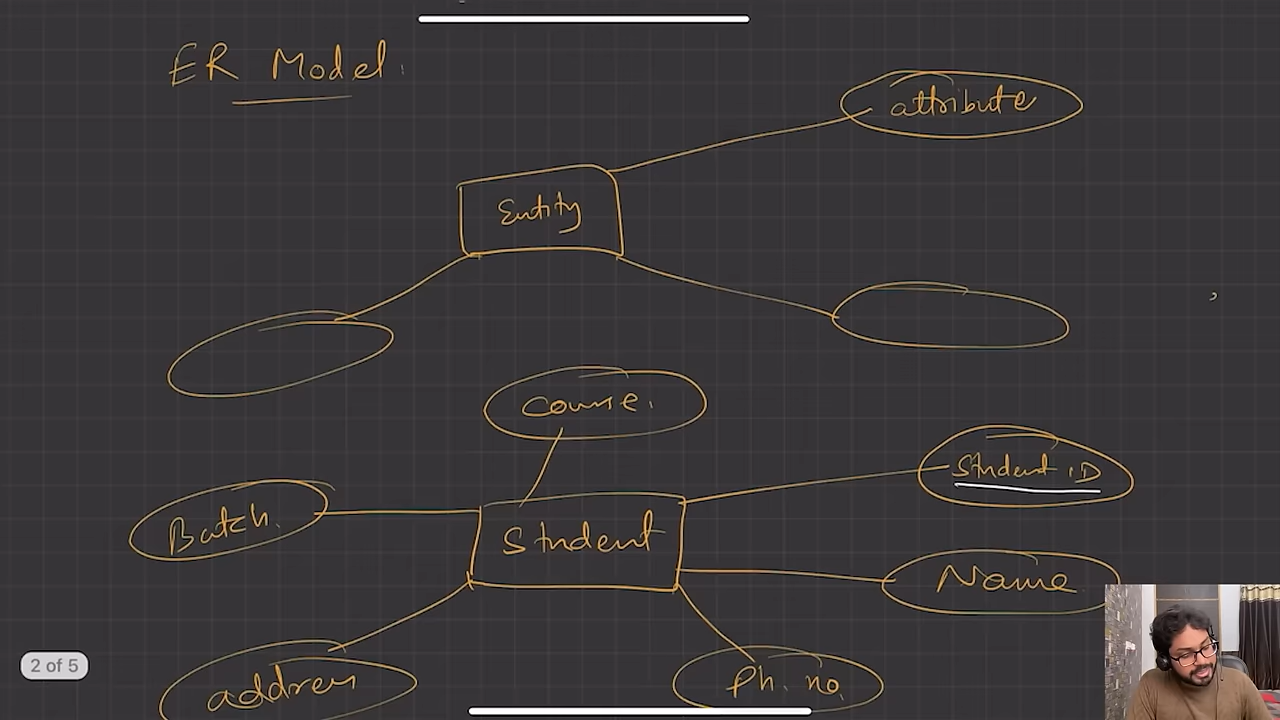 ER Model.
attribute
Entity
Course.
Student ID
Batch.
Student
Name
address
Ph. no.
2 of 5